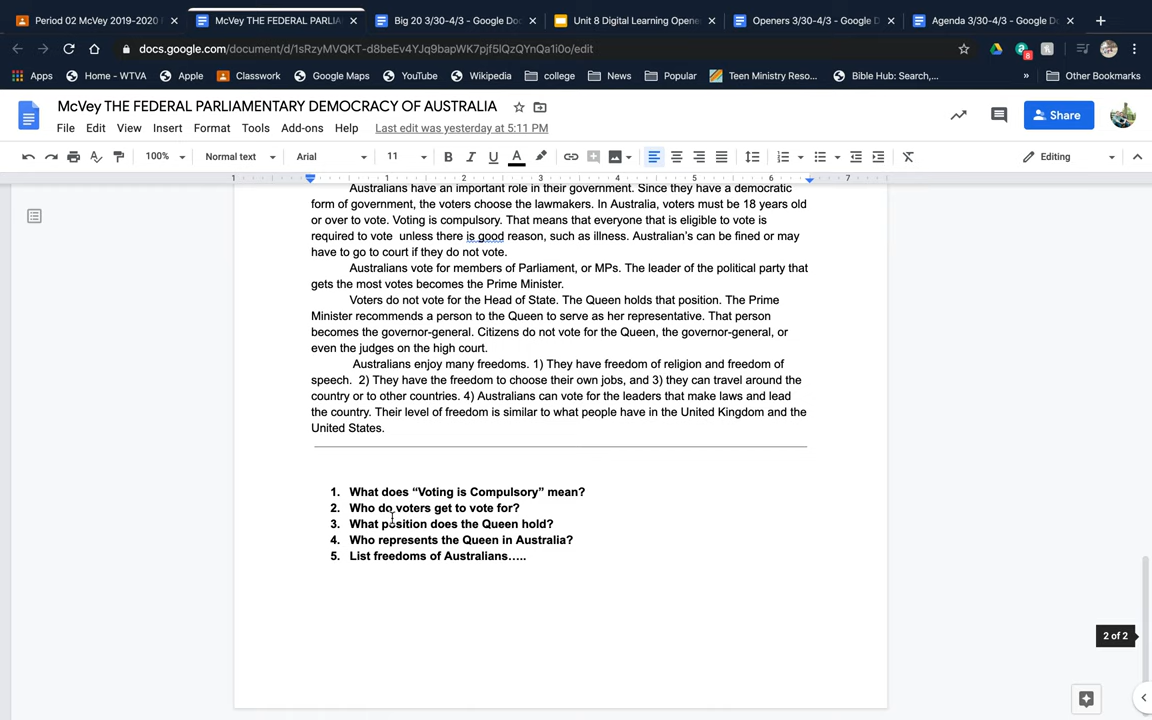 Period 02 McVey 2019-2020
McVey THE FEDERAL PARLIA
Big 20 3/30-4/3 - Google Doc
Unit 8 Digital Learning Opene
Openers 3/30-4/3 - Google D
Agenda 3/30-4/3 - Google Do
docs.google.com/document/d/1sRzyMVQKT-d8beEv4YJq9bapWK7pjf5lQzQYnQa1i0o/edit
8
Apps
Home - WTVA
Apple
Classwork
Google Maps
YouTube
Wikipedia
college
News
Popular
Teen Ministry Reso...
Bible Hub: Search,...
»
Other Bookmarks
McVey THE FEDERAL PARLIAMENTARY DEMOCRACY OF AUSTRALIA
File Edit View Insert Format Tools Add-ons Help Last edit was yesterday at 5:11 PM
Share
100% Normal text Arial 11 B I U A Editing
1 1 2 3 4 5 6 7
Australians have an important role in their government. Since they have a democratic
form of government, the voters choose the lawmakers. In Australia, voters must be 18 years old
or over to vote. Voting is compulsory. That means that everyone that is eligible to vote is
required to vote  unless there is good reason, such as illness. Australian's can be fined or may
have to go to court if they do not vote.
Australians vote for members of Parliament, or MPs. The leader of the political party that
gets the most votes becomes the Prime Minister.
Voters do not vote for the Head of State. The Queen holds that position. The Prime
Minister recommends a person to the Queen to serve as her representative. That person
becomes the governor-general. Citizens do not vote for the Queen, the governor-general, or
even the judges on the high court.
Australians enjoy many freedoms. 1) They have freedom of religion and freedom of
speech.  2) They have the freedom to choose their own jobs, and 3) they can travel around the
country or to other countries. 4) Australians can vote for the leaders that make laws and lead
the country. Their level of freedom is similar to what people have in the United Kingdom and the
United States.
1. What does “Voting is Compulsory” mean?
2. Who do voters get to vote for?
3. What position does the Queen hold?
4. Who represents the Queen in Australia?
5. List freedoms of Australians…..
2 of 2